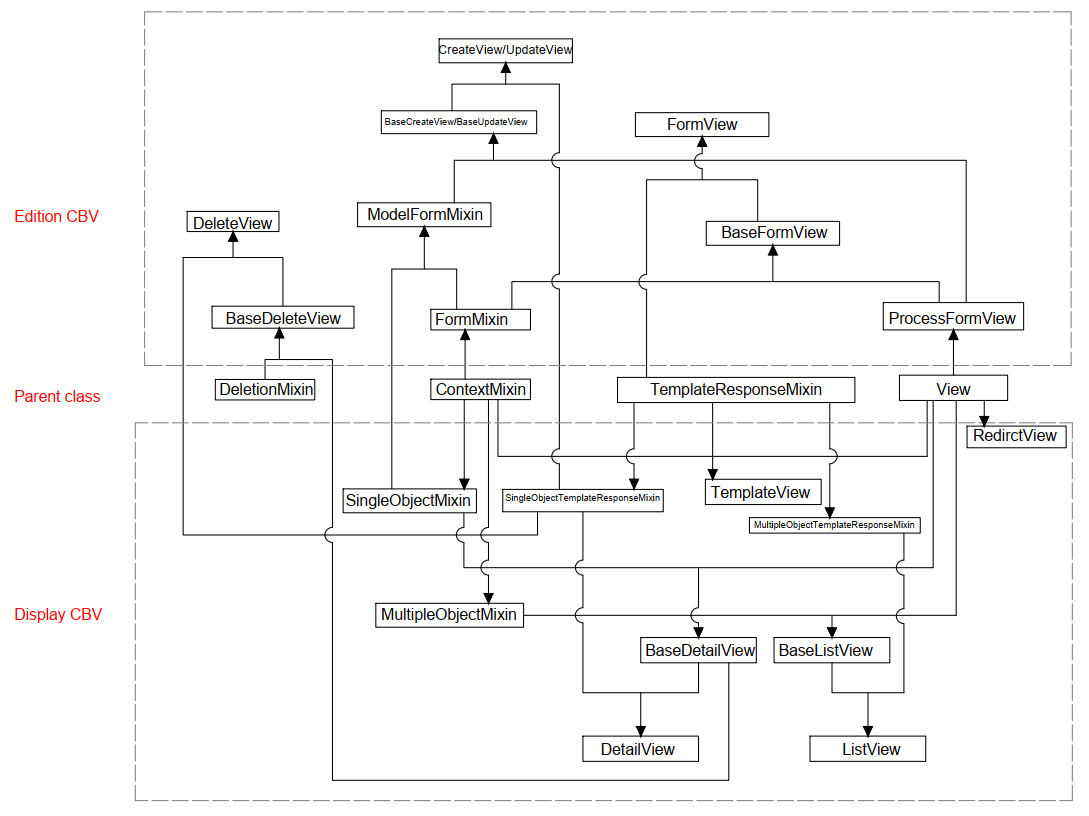 CreateView/UpdateView
BaseCreateView/BaseUpdateView
FormView
Edition CBV
ModelFormMixin
DeleteView
BaseFormView
BaseDeleteView
FormMixin
ProcessFormView
Parent class
DeletionMixin
ContextMixin
TemplateResponseMixin
View
RedirctView
SingleObjectMixin
SingleObjectTemplateResponseMixin
TemplateView
MultipleObjectTemplateResponseMixin
Display CBV
MultipleObjectMixin
BaseDetailView
BaseListView
DetailView
ListView